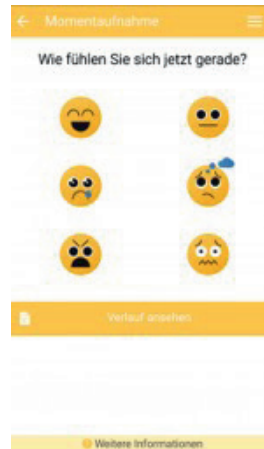 Momentaufnahme
Wie fühlen Sie sich jetzt gerade?
Verlauf ansehen
Weitere Informationen